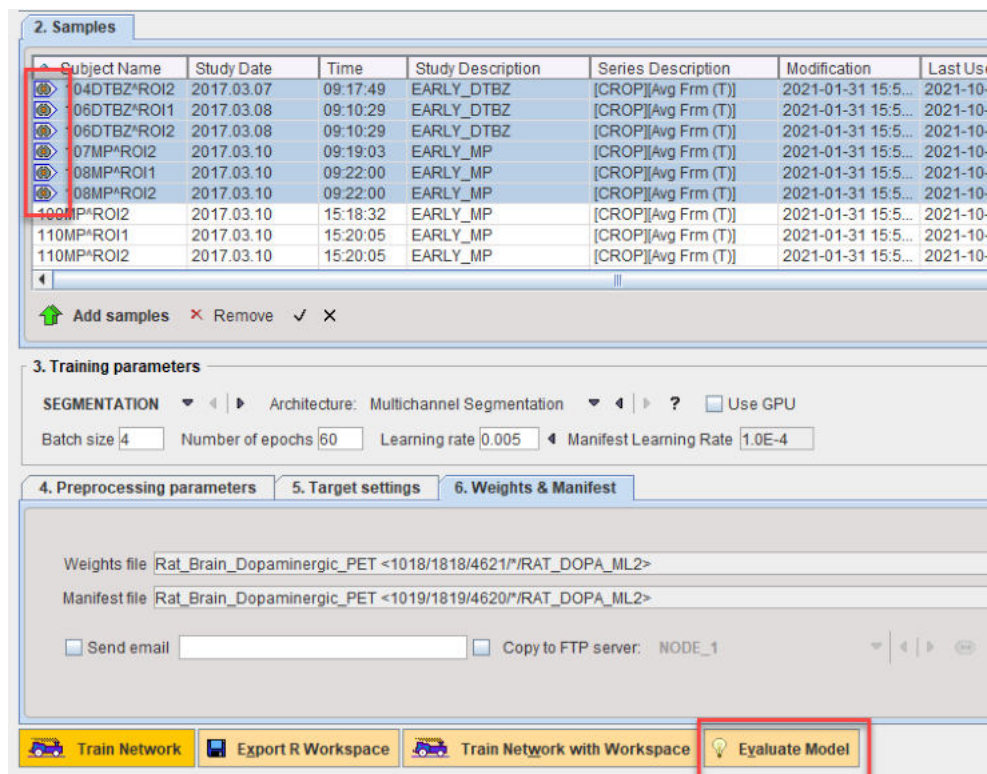 2. Samples
Subject Name Study Date Time Study Description Series Description Modification Last Use
104DTBZ^ROI2 2017.03.07 09:17:49 EARLY_DTBZ [CROP][Avg Frm (T)] 2021-01-31 15:5... 2021-10-
106DTBZ^ROI1 2017.03.08 09:10:29 EARLY_DTBZ [CROP][Avg Frm (T)] 2021-01-31 15:5... 2021-10-
106DTBZ^ROI2 2017.03.08 09:10:29 EARLY_DTBZ [CROP][Avg Frm (T)] 2021-01-31 15:5... 2021-10-
107MP^ROI2 2017.03.10 09:19:03 EARLY_MP [CROP][Avg Frm (T)] 2021-01-31 15:5... 2021-10-
108MP^ROI1 2017.03.10 09:22:00 EARLY_MP [CROP][Avg Frm (T)] 2021-01-31 15:5... 2021-10-
108MP^ROI2 2017.03.10 09:22:00 EARLY_MP [CROP][Avg Frm (T)] 2021-01-31 15:5... 2021-10-
2017.03.10 15:18:32 EARLY_MP [CROP][Avg Frm (T)] 2021-01-31 15:5... 2021-10-
110MP^ROI1 2017.03.10 15:20:05 EARLY_MP [CROP][Avg Frm (T)] 2021-01-31 15:5... 2021-10-
110MP^ROI2 2017.03.10 15:20:05 EARLY_MP [CROP][Avg Frm (T)] 2021-01-31 15:5... 2021-10-
Add samples Remove
3. Training parameters
SEGMENTATION Architecture: Multichannel Segmentation ? Use GPU
Batch size 4 Number of epochs 60 Learning rate 0.005 Manifest Learning Rate 1.0E-4
4. Preprocessing parameters 5. Target settings 6. Weights & Manifest
Weights file Rat_Brain_Dopaminergic_PET <1018/1818/4621/*/RAT_DOPA_ML2>
Manifest file Rat_Brain_Dopaminergic_PET <1019/1819/4620/*/RAT_DOPA_ML2>
Send email Copy to FTP server: NODE_1
Train Network Export R Workspace Train Network with Workspace Evaluate Model